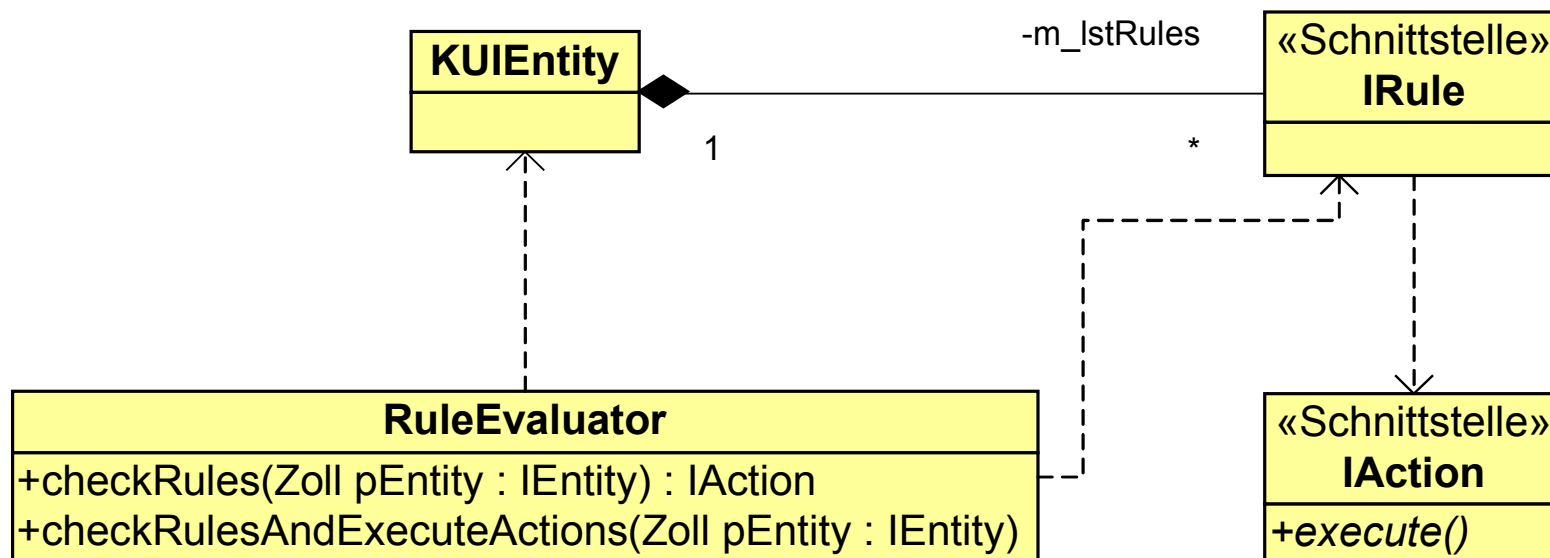 KUIEntity
-m_lstRules
«Schnittstelle»
IRule
1
*
RuleEvaluator
+checkRules(Zoll pEntity : IEntity) : IAction
+checkRulesAndExecuteActions(Zoll pEntity : IEntity)
«Schnittstelle»
IAction
+execute()